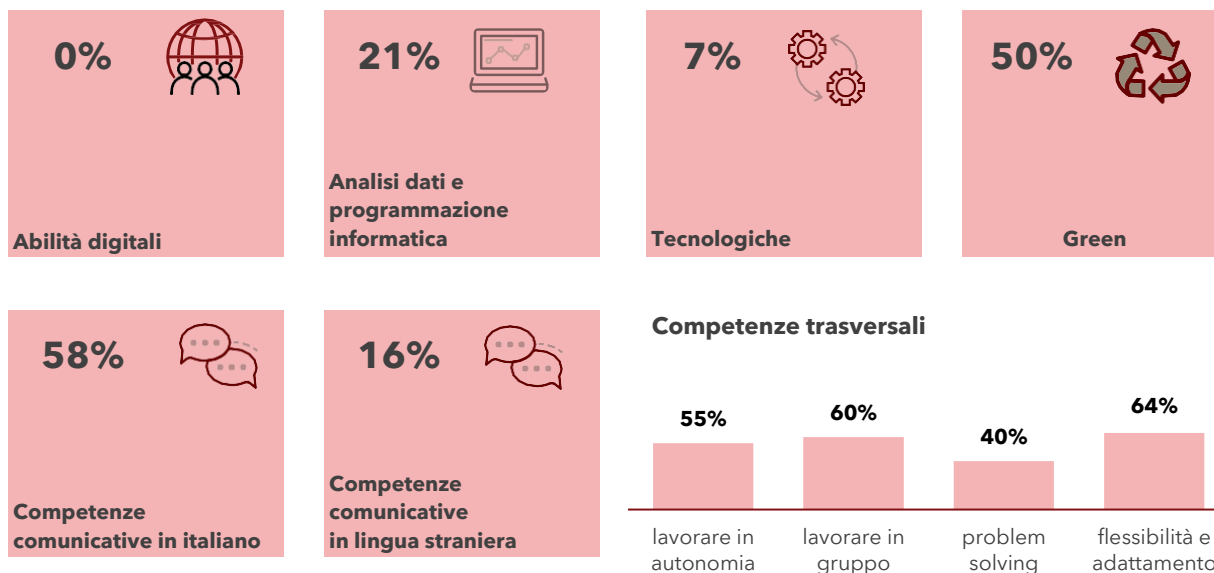 0%
Abilità digitali
21%
Analisi dati e
programmazione
informatica
7%
Tecnologiche
50%
Green
58%
Competenze
comunicative in italiano
16%
Competenze
comunicative
in lingua straniera
Competenze trasversali
55%
60%
40%
64%
lavorare in
autonomia
lavorare in
gruppo
problem
solving
flessibilità e
adattamento